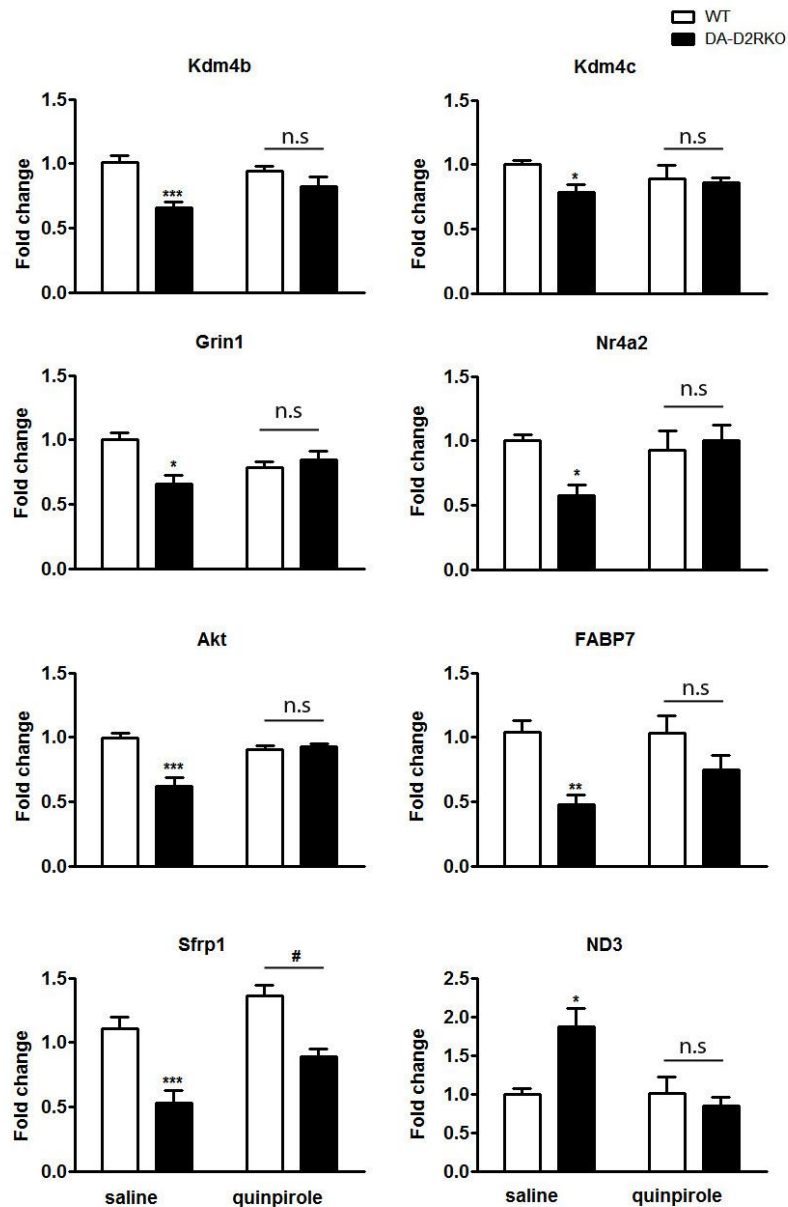 WT
DA-D2RKO
Kdm4b
Fold change
1.5
1.0
0.5
0.0
***
n.s
Kdm4c
Fold change
1.5
1.0
0.5
0.0
*
n.s
Grin1
Fold change
1.5
1.0
0.5
0.0
*
n.s
Nr4a2
Fold change
1.5
1.0
0.5
0.0
*
n.s
Akt
Fold change
1.5
1.0
0.5
0.0
***
n.s
FABP7
Fold change
1.5
1.0
0.5
0.0
**
n.s
Sfrp1
Fold change
1.5
1.0
0.5
0.0
***
#
saline
quinpirole
ND3
Fold change
2.5
2.0
1.5
1.0
0.5
0.0
*
n.s
saline
quinpirole